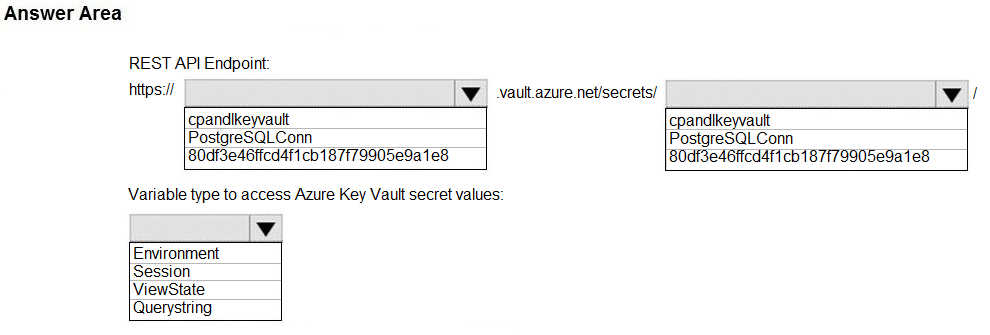 Answer Area
REST API Endpoint:
https:// .vault.azure.net/secrets/ /
cpandlkeyvault
PostgreSQLConn
80df3e46ffcd4f1cb187f79905e9a1e8
cpandlkeyvault
PostgreSQLConn
80df3e46ffcd4f1cb187f79905e9a1e8
Variable type to access Azure Key Vault secret values:
Environment
Session
ViewState
Querystring